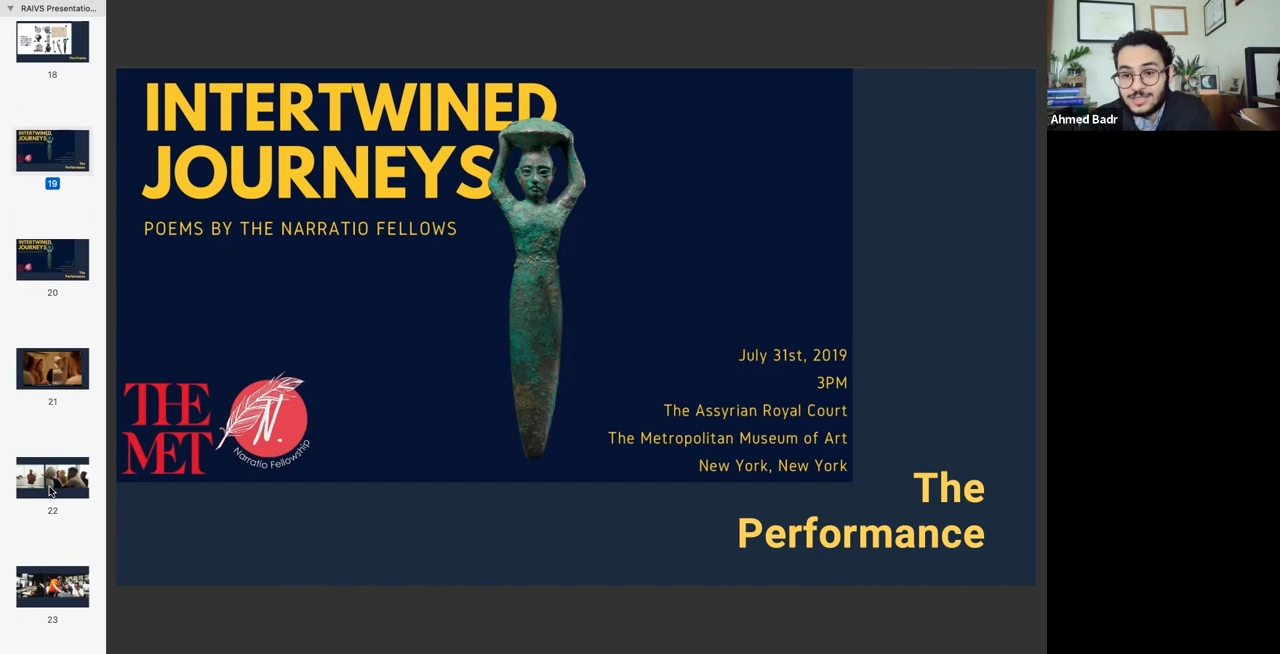 RAIVS Presentatio...
18
19
20
21
22
23
INTERTWINED
JOURNEYS
POEMS BY THE NARRATIO FELLOWS
July 31st, 2019
3PM
The Assyrian Royal Court
The Metropolitan Museum of Art
New York, New York
THE
MET
N.
Narratio Fellowship
The
Performance
Ahmed Badr